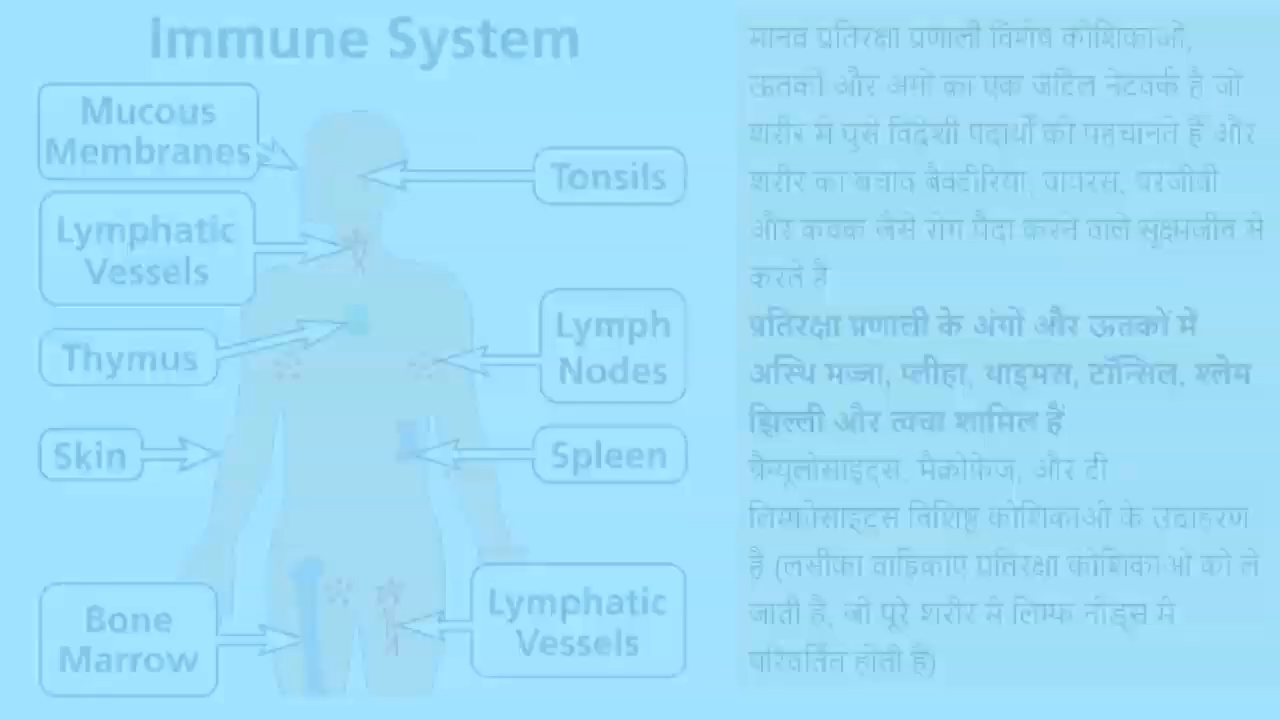 Immune System
Mucous
Membranes
Lymphatic
Vessels
Thymus
Skin
Bone
Marrow
Tonsils
Lymph
Nodes
Spleen
Lymphatic
Vessels
मानव प्रतिरक्षा प्रणाली विशेष कोशिकाओं,
ऊतकों और अंगों का एक जटिल नेटवर्क है जो
शरीर में घुसे विदेशी पदार्थों की पहचानते हैं और
शरीर का बचाव बैक्टीरिया, वायरस, परजीवी
और कवक जैसे रोग पैदा करने वाले सूक्ष्मजीव से
करते हैं
प्रतिरक्षा प्रणाली के अंगों और ऊतकों में
अस्थि मज्जा, प्लीहा, थाइमस, टॉन्सिल, श्लेम
झिल्ली और त्वचा शामिल हैं
ग्रैन्यूलोसाइट्स, मैक्रोफेज, और टी
लिम्फोसाइटस विशिष्ट कोशिकाओं के उदाहरण
है (लसीका वाहिकाएं प्रतिरक्षा कोशिकाओं को ले
जाती हैं, जो पूरे शरीर में लिम्फ नोड्स में
परिवर्तित होती हैं)